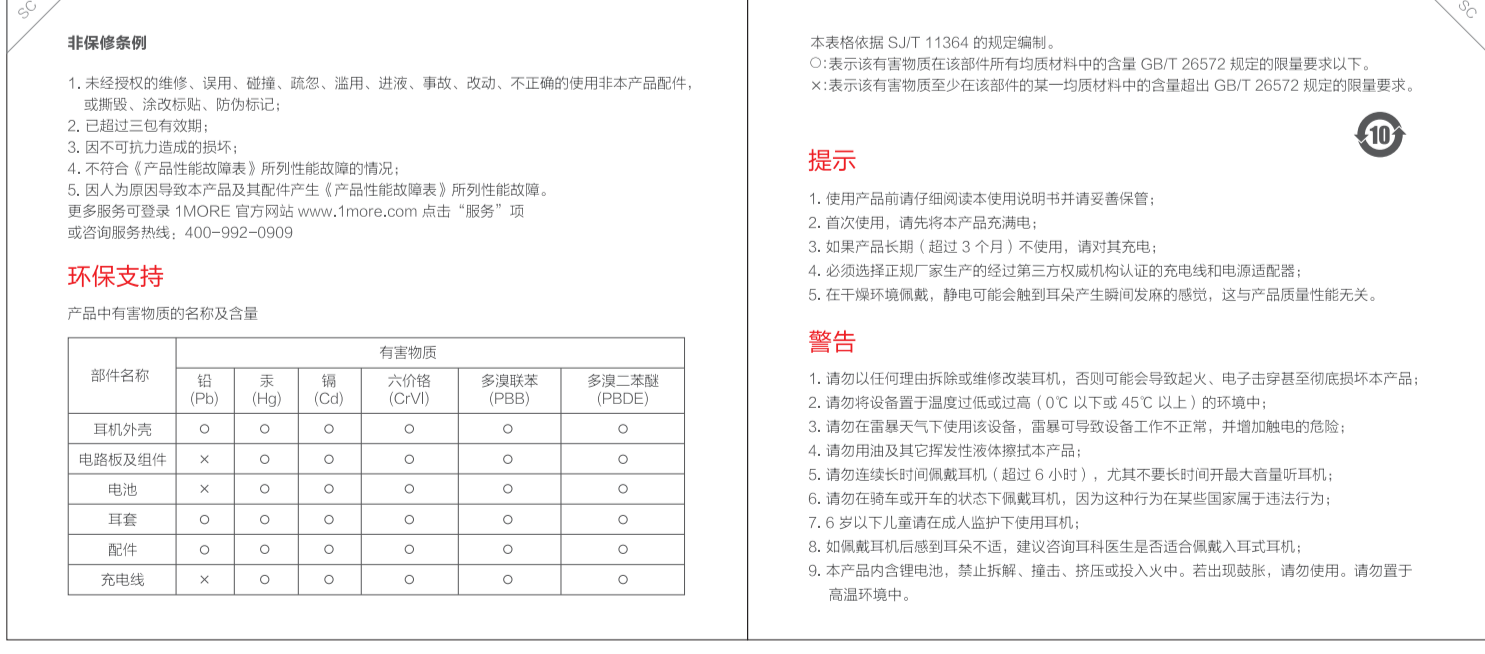 SC
非保修条例
1. 未经授权的维修、误用、碰撞、疏忽、滥用、进液、事故、改动、不正确的使用非本产品配件，
或撕毁、涂改标贴、防伪标记；
2. 已超过三包有效期；
3. 因不可抗力造成的损坏；
4. 不符合《产品性能故障表》所列性能故障的情况；
5. 因人为原因导致本产品及其配件产生《产品性能故障表》所列性能故障。
更多服务可登录 1MORE 官方网站 www.1more.com 点击“服务”项
或咨询服务热线：400-992-0909
环保支持
产品中有害物质的名称及含量
部件名称 有害物质
铅 (Pb) 汞 (Hg) 镉 (Cd) 六价铬 (CrVI) 多溴联苯 (PBB) 多溴二苯醚 (PBDE)
耳机外壳 ○ ○ ○ ○ ○ ○
电路板及组件 × ○ ○ ○ ○ ○
电池 × ○ ○ ○ ○ ○
耳套 ○ ○ ○ ○ ○ ○
配件 ○ ○ ○ ○ ○ ○
充电线 × ○ ○ ○ ○ ○
SC
本表格依据 SJ/T 11364 的规定编制。
○:表示该有害物质在该部件所有均质材料中的含量 GB/T 26572 规定的限量要求以下。
×:表示该有害物质至少在该部件的某一均质材料中的含量超出 GB/T 26572 规定的限量要求。
10
提示
1. 使用产品前请仔细阅读本使用说明书并请妥善保管；
2. 首次使用，请先将本产品充满电；
3. 如果产品长期（超过 3 个月）不使用，请对其充电；
4. 必须选择正规厂家生产的经过第三方权威机构认证的充电线和电源适配器；
5. 在干燥环境佩戴，静电可能会触到耳朵产生瞬间发麻的感觉，这与产品质量性能无关。
警告
1. 请勿以任何理由拆除或维修改装耳机，否则可能会导致起火、电子击穿甚至彻底损坏本产品；
2. 请勿将设备置于温度过低或过高（0℃ 以下或 45℃ 以上）的环境中；
3. 请勿在雷暴天气下使用该设备，雷暴可导致设备工作不正常，并增加触电的危险；
4. 请勿用油及其它挥发性液体擦拭本产品；
5. 请勿连续长时间佩戴耳机（超过 6 小时），尤其不要长时间开最大音量听耳机；
6. 请勿在骑车或开车的状态下佩戴耳机，因为这种行为在某些国家属于违法行为；
7. 6 岁以下儿童请在成人监护下使用耳机；
8. 如佩戴耳机后感到耳朵不适，建议咨询耳科医生是否适合佩戴入耳式耳机；
9. 本产品内含锂电池，禁止拆解、撞击、挤压或投入火中。若出现鼓胀，请勿使用。请勿置于
高温环境中。